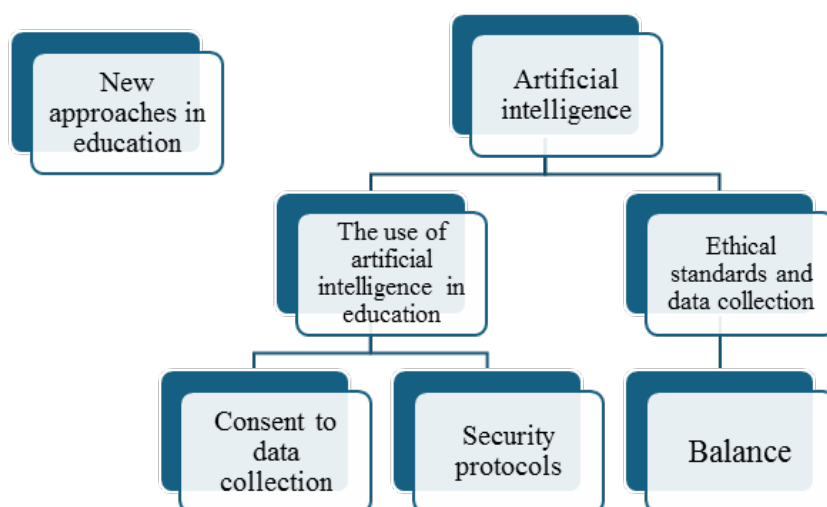 New
approaches in
education
Artificial
intelligence
The use of
artificial
intelligence in
education
Ethical
standards and
data collection
Consent to
data
collection
Security
protocols
Balance